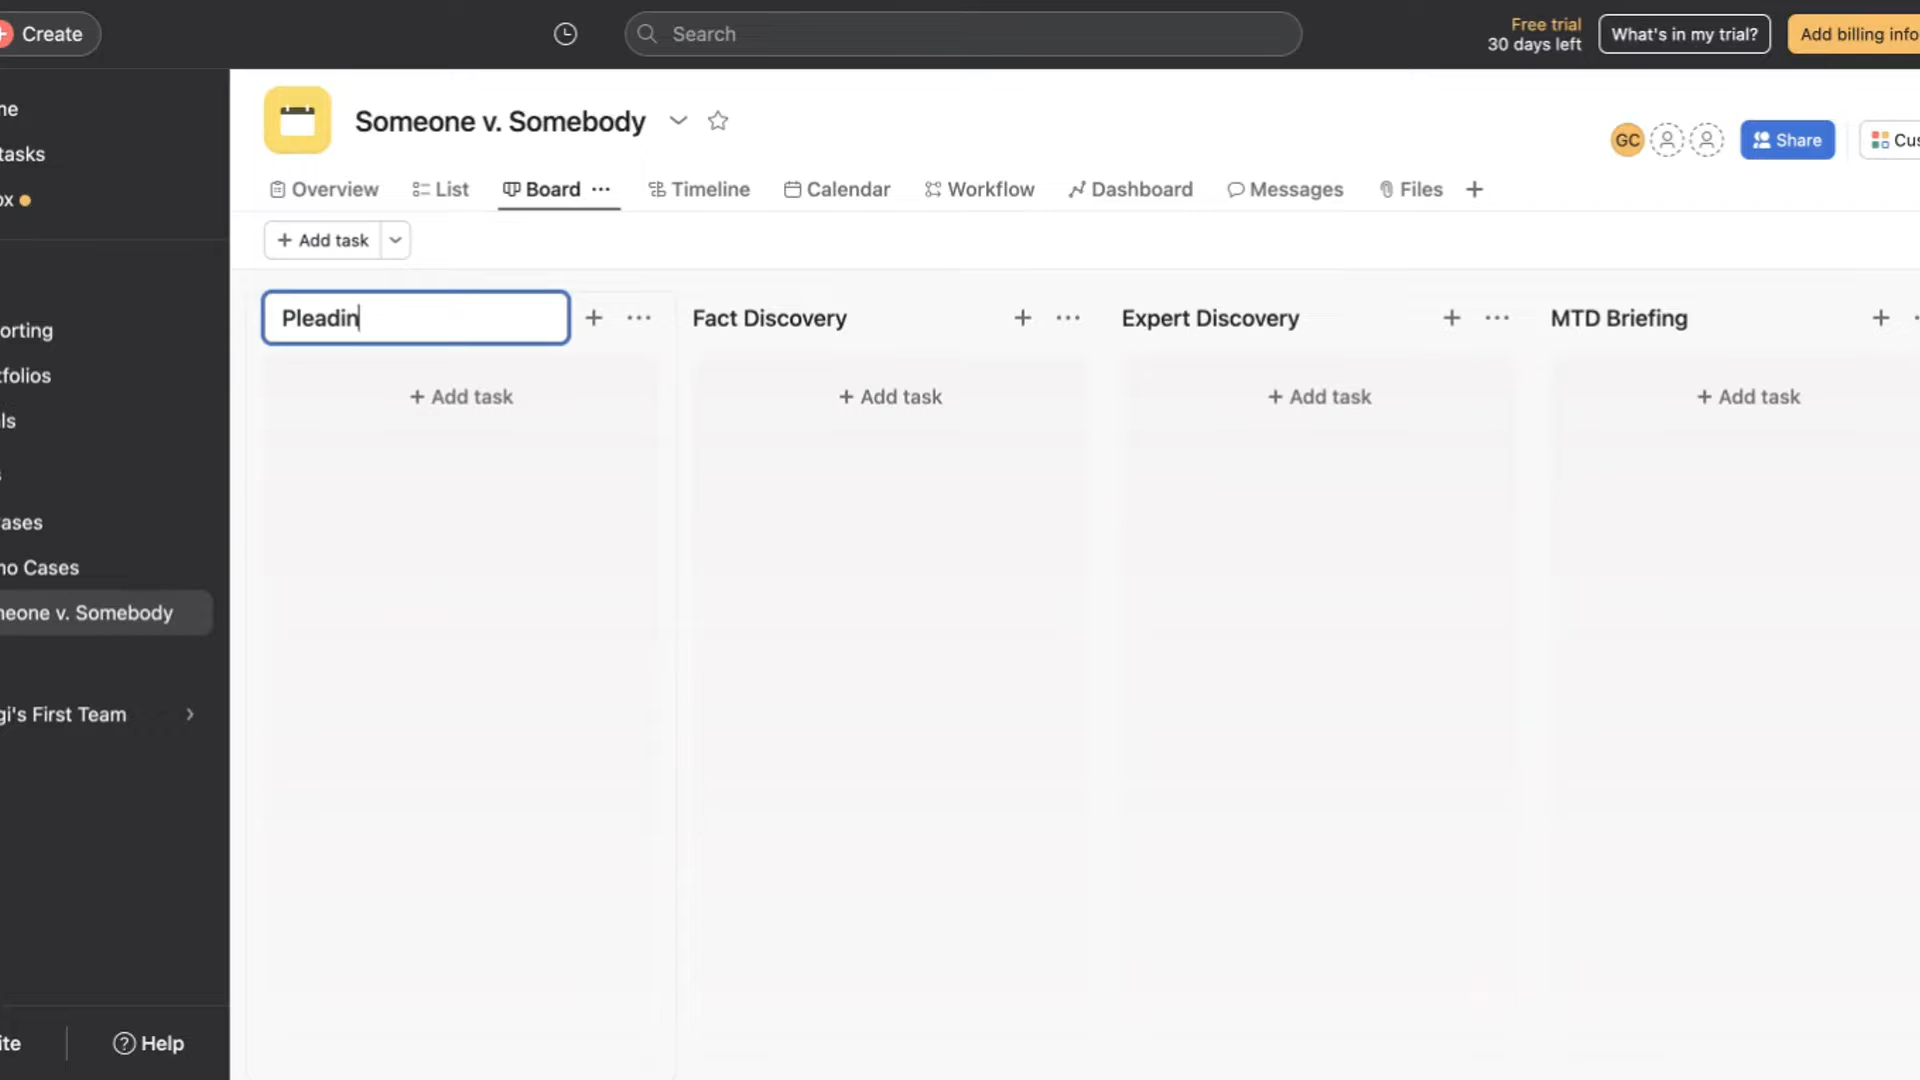 Create
Search
Free trial
30 days left
What's in my trial?
Add billing info
me
tasks
ox
orting
folios
ls
s
ases
no Cases
neone v. Somebody
gi's First Team
ite
Help
Someone v. Somebody
GC
Share
Cus
Overview
List
Board
Timeline
Calendar
Workflow
Dashboard
Messages
Files
+ Add task
Pleadin
Fact Discovery
Expert Discovery
MTD Briefing
+ Add task
+ Add task
+ Add task
+ Add task